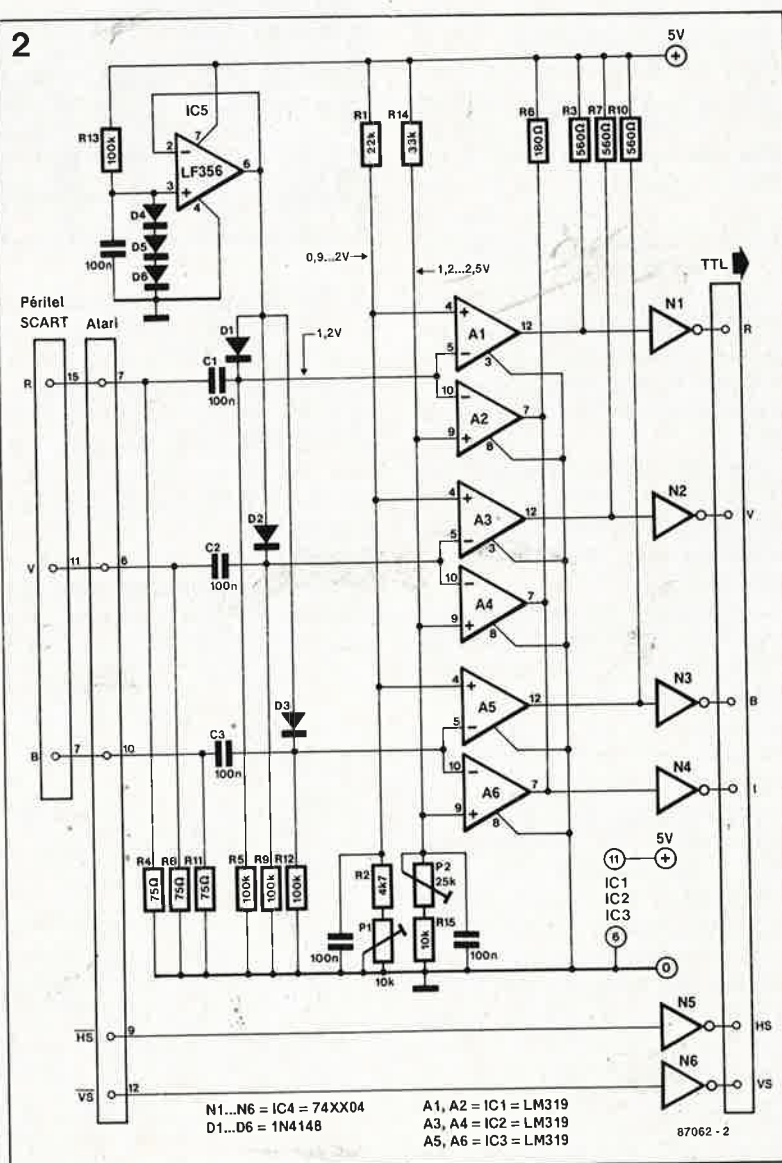 2
5V
+
IC5
R13
100k
2
7
6
LF356
3
4
D4
D5
D6
100n
R1
22k
R14
33k
R6
180Ω
R3
560Ω
R7
560Ω
R10
560Ω
0,9...2V
1,2...2,5V
1,2V
Péritel
SCART
Atari
TTL
R
15
7
C1
100n
D1
4
+
A1
12
5
−
3
N1
R
10
−
A2
7
9
+
8
V
11
6
C2
100n
D2
4
+
A3
12
5
−
3
N2
V
10
−
A4
7
9
+
8
B
7
10
C3
100n
D3
4
+
A5
12
5
−
N3
B
10
−
A6
7
9
+
8
N4
I
R4
75Ω
R8
75Ω
R11
75Ω
R5
100k
R9
100k
R12
100k
R2
4k7
P1
10k
100n
P2
25k
R15
10k
100n
11
5V
+
IC1
IC2
IC3
6
0
HS
9
N5
HS
VS
12
N6
VS
N1...N6 = IC4 = 74XX04
D1...D6 = 1N4148
A1, A2 = IC1 = LM319
A3, A4 = IC2 = LM319
A5, A6 = IC3 = LM319
87062 - 2